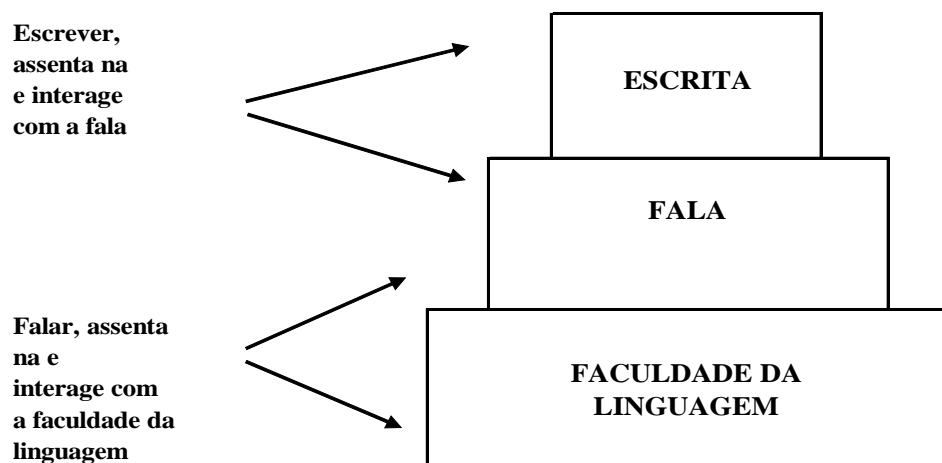 Escrever,
assenta na
e interage
com a fala
ESCRITA
FALA
Falar, assenta
na e
interage com
a faculdade da
linguagem
FACULDADE DA
LINGUAGEM